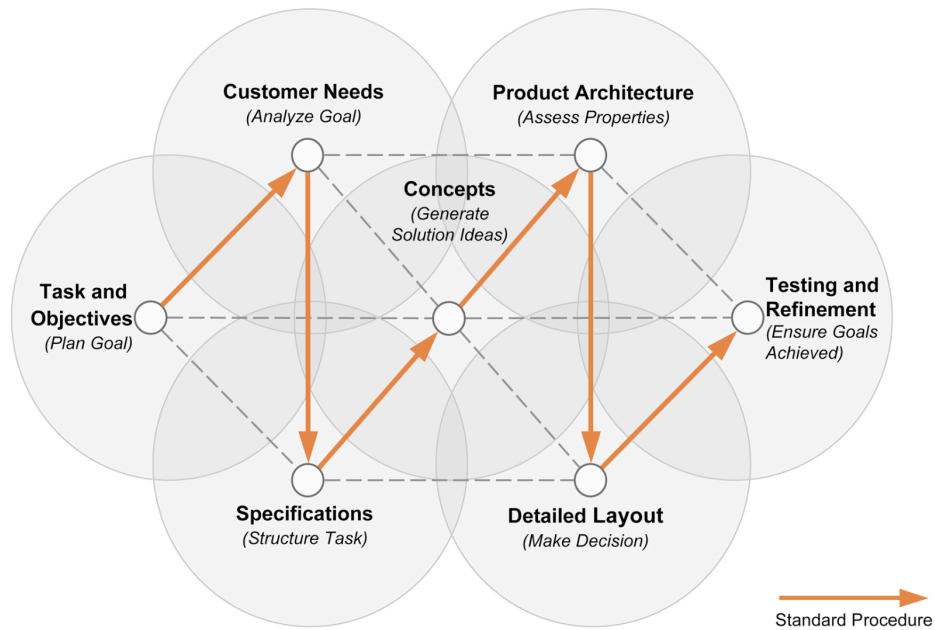 Customer Needs
(Analyze Goal)
Product Architecture
(Assess Properties)
Concepts
(Generate
Solution Ideas)
Task and
Objectives
(Plan Goal)
Testing and
Refinement
(Ensure Goals
Achieved)
Specifications
(Structure Task)
Detailed Layout
(Make Decision)
Standard Procedure